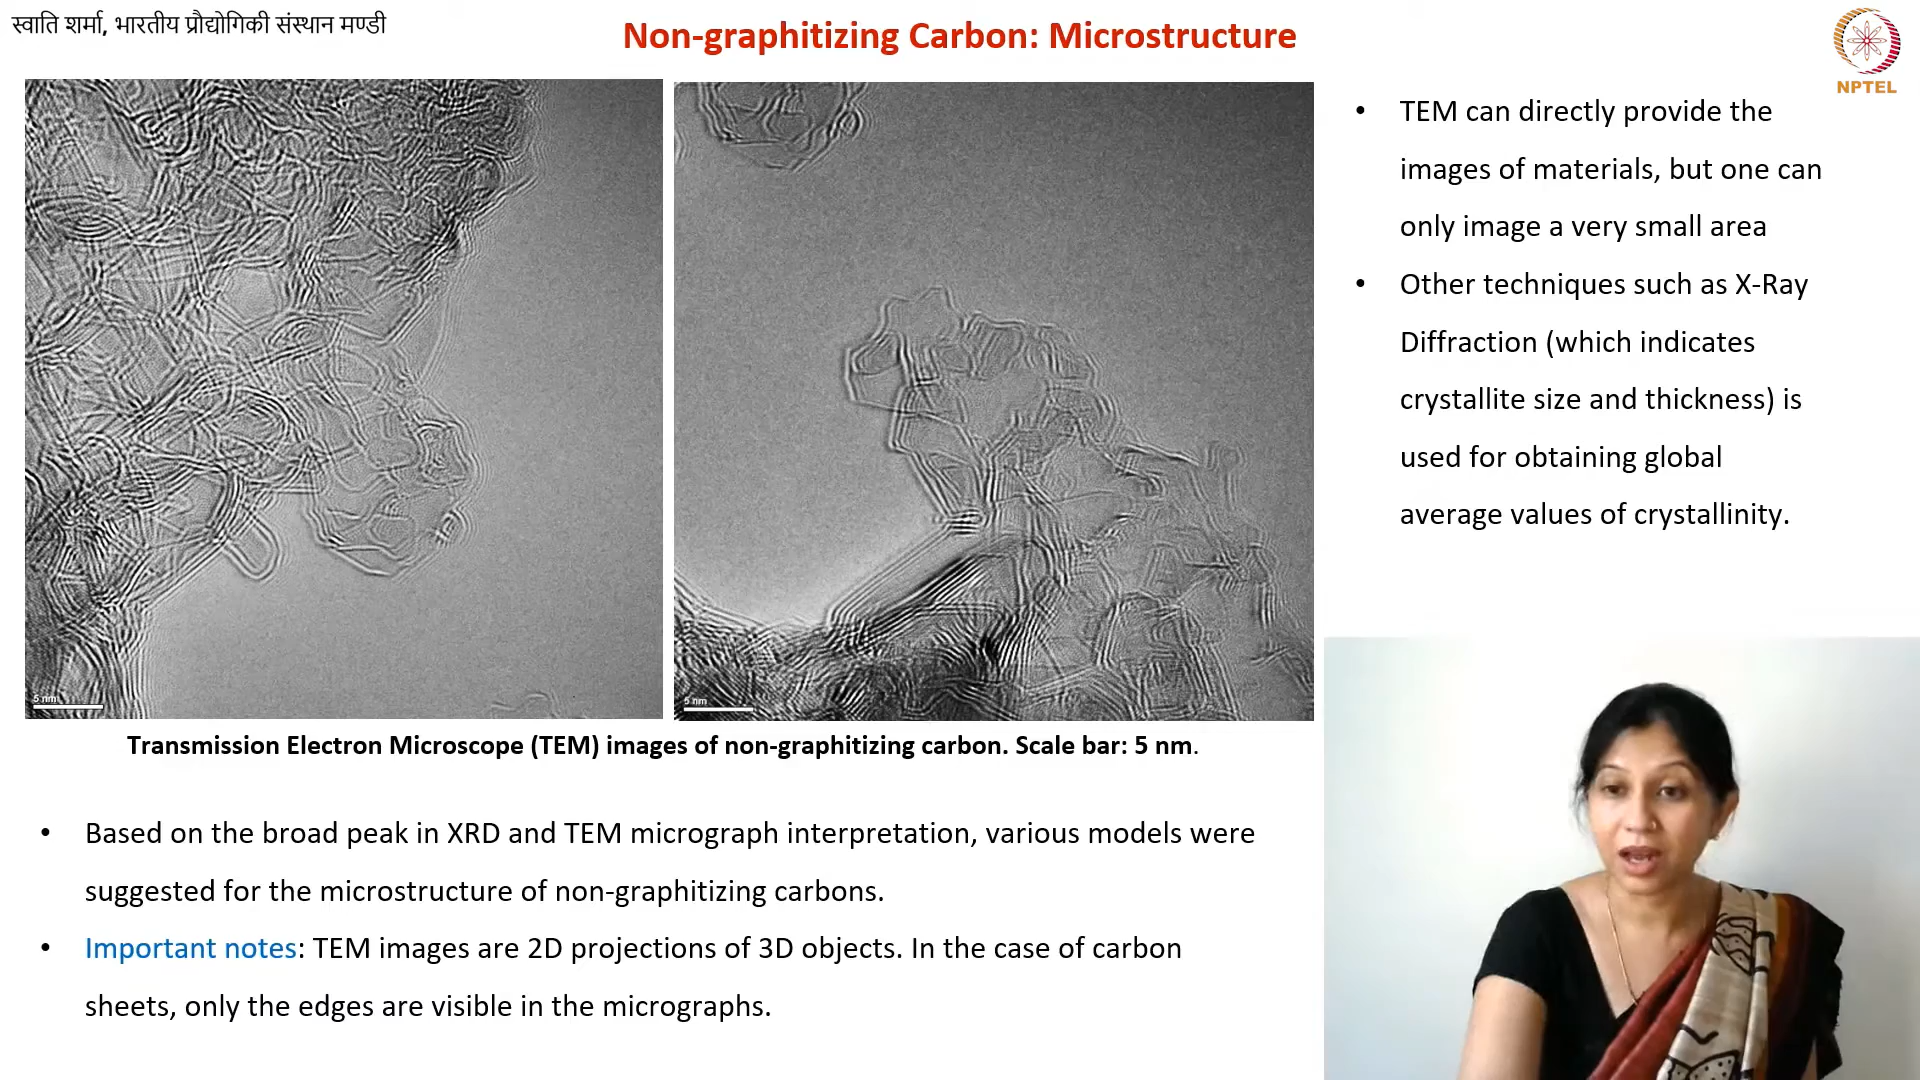 स्वाति शर्मा, भारतीय प्रौद्योगिकी संस्थान मण्डी
Non-graphitizing Carbon: Microstructure
NPTEL
5 nm
5 nm
Transmission Electron Microscope (TEM) images of non-graphitizing carbon. Scale bar: 5 nm.
• TEM can directly provide the
images of materials, but one can
only image a very small area
• Other techniques such as X-Ray
Diffraction (which indicates
crystallite size and thickness) is
used for obtaining global
average values of crystallinity.
• Based on the broad peak in XRD and TEM micrograph interpretation, various models were
suggested for the microstructure of non-graphitizing carbons.
• Important notes: TEM images are 2D projections of 3D objects. In the case of carbon
sheets, only the edges are visible in the micrographs.